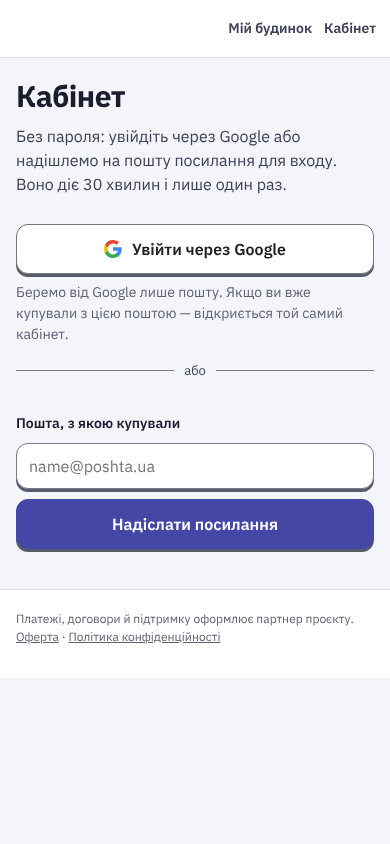 Мій будинок Кабінет
Кабінет
Без пароля: увійдіть через Google або
надішлемо на пошту посилання для входу.
Воно діє 30 хвилин і лише один раз.
Увійти через Google
Беремо від Google лише пошту. Якщо ви вже
купували з цією поштою — відкриється той самий
кабінет.
або
Пошта, з якою купували
name@poshta.ua
Надіслати посилання
Платежі, договори й підтримку оформлює партнер проєкту.
Оферта · Політика конфіденційності